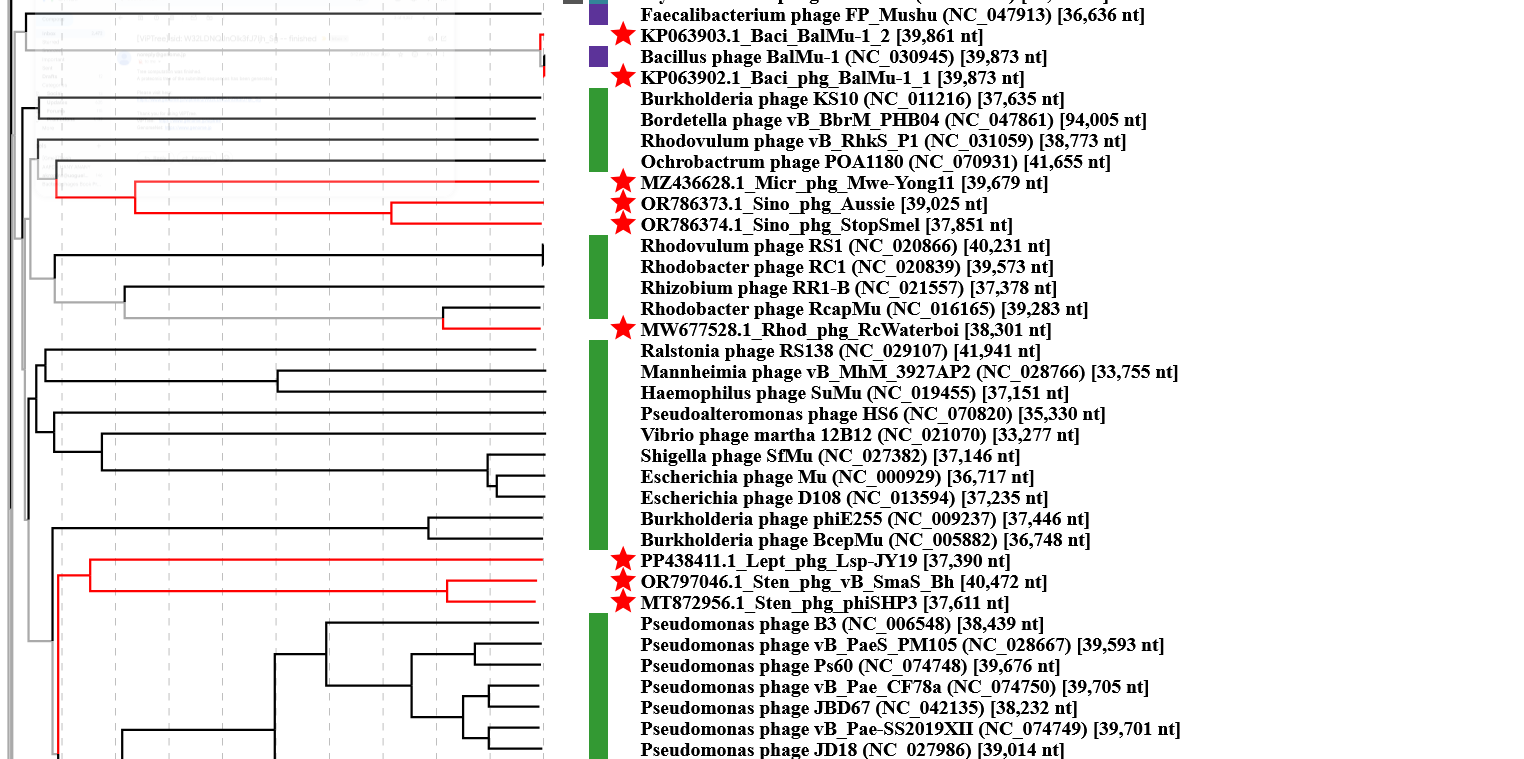 Faecalibacterium phage FP_Mushu (NC_047913) [36,636 nt]
KP063903.1_Baci_BalMu-1_2 [39,861 nt]
Bacillus phage BalMu-1 (NC_030945) [39,873 nt]
KP063902.1_Baci_phg_BalMu-1_1 [39,873 nt]
Burkholderia phage KS10 (NC_011216) [37,635 nt]
Bordetella phage vB_BbrM_PHB04 (NC_047861) [94,005 nt]
Rhodovulum phage vB_RhkS_P1 (NC_031059) [38,773 nt]
Ochrobactrum phage POA1180 (NC_070931) [41,655 nt]
MZ436628.1_Micr_phg_Mwe-Yong11 [39,679 nt]
OR786373.1_Sino_phg_Aussie [39,025 nt]
OR786374.1_Sino_phg_StopSmel [37,851 nt]
Rhodovulum phage RS1 (NC_020866) [40,231 nt]
Rhodobacter phage RC1 (NC_020839) [39,573 nt]
Rhizobium phage RR1-B (NC_021557) [37,378 nt]
Rhodobacter phage RcapMu (NC_016165) [39,283 nt]
MW677528.1_Rhod_phg_RcWaterboi [38,301 nt]
Ralstonia phage RS138 (NC_029107) [41,941 nt]
Mannheimia phage vB_MhM_3927AP2 (NC_028766) [33,755 nt]
Haemophilus phage SuMu (NC_019455) [37,151 nt]
Pseudoalteromonas phage HS6 (NC_070820) [35,330 nt]
Vibrio phage martha 12B12 (NC_021070) [33,277 nt]
Shigella phage SfMu (NC_027382) [37,146 nt]
Escherichia phage Mu (NC_000929) [36,717 nt]
Escherichia phage D108 (NC_013594) [37,235 nt]
Burkholderia phage phiE255 (NC_009237) [37,446 nt]
Burkholderia phage BcepMu (NC_005882) [36,748 nt]
PP438411.1_Lept_phg_Lsp-JY19 [37,390 nt]
OR797046.1_Sten_phg_vB_SmaS_Bh [40,472 nt]
MT872956.1_Sten_phg_phiSHP3 [37,611 nt]
Pseudomonas phage B3 (NC_006548) [38,439 nt]
Pseudomonas phage vB_PaeS_PM105 (NC_028667) [39,593 nt]
Pseudomonas phage Ps60 (NC_074748) [39,676 nt]
Pseudomonas phage vB_Pae_CF78a (NC_074750) [39,705 nt]
Pseudomonas phage JBD67 (NC_042135) [38,232 nt]
Pseudomonas phage vB_Pae-SS2019XII (NC_074749) [39,701 nt]
Pseudomonas phage JD18 (NC_027986) [39,014 nt]